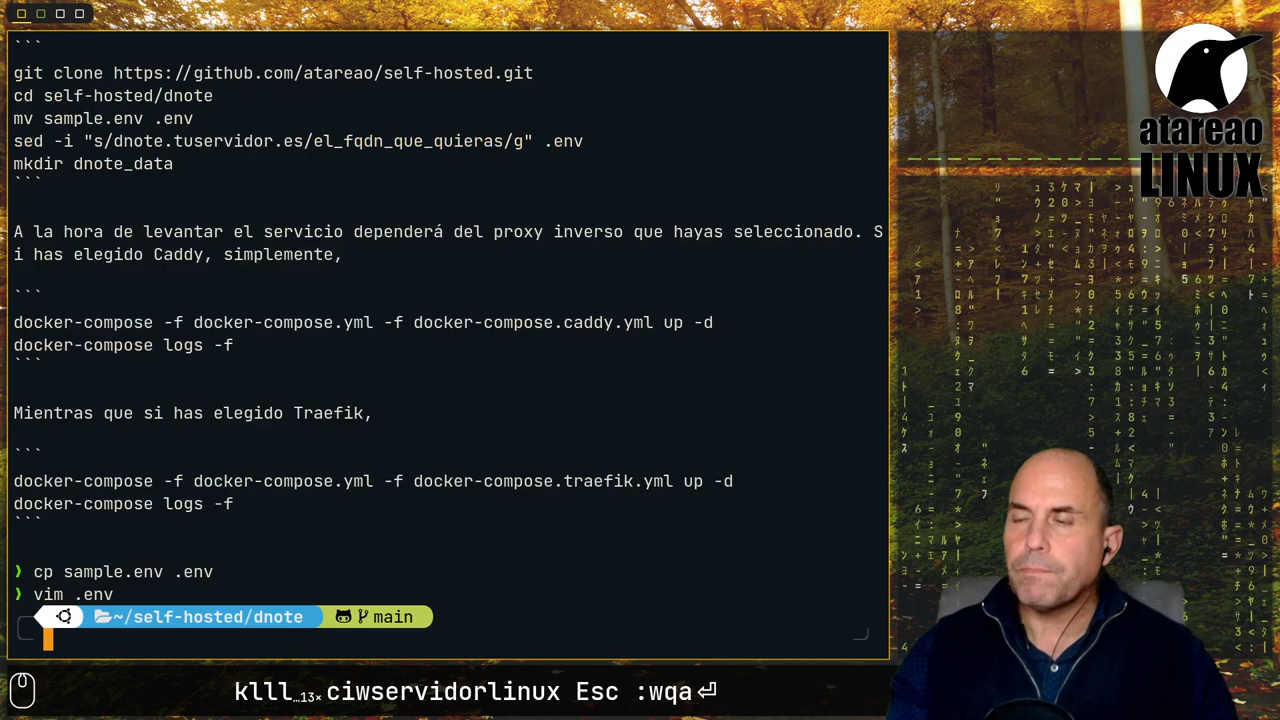 ```
git clone https://github.com/atareao/self-hosted.git
cd self-hosted/dnote
mv sample.env .env
sed -i "s/dnote.tuservidor.es/el_fqdn_que_quieras/g" .env
mkdir dnote_data
```
A la hora de levantar el servicio dependerá del proxy inverso que hayas seleccionado. S
i has elegido Caddy, simplemente,
```
docker-compose -f docker-compose.yml -f docker-compose.caddy.yml up -d
docker-compose logs -f
```
Mientras que si has elegido Traefik,
```
docker-compose -f docker-compose.yml -f docker-compose.traefik.yml up -d
docker-compose logs -f
```
❯ cp sample.env .env
❯ vim .env
~/self-hosted/dnote main
klll…13×ciwservidorlinux Esc :wqa⏎
atareao
LINUX